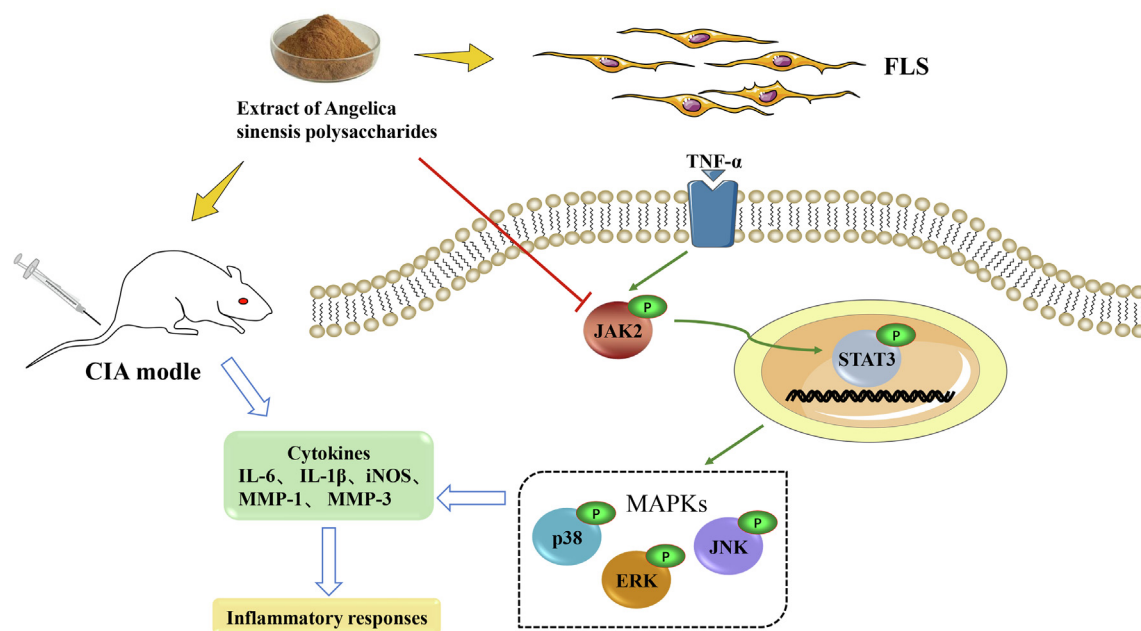 Extract of Angelica
sinensis polysaccharides
FLS
TNF-α
P
JAK2
P
STAT3
CIA modle
Cytokines
IL-6、 IL-1β、iNOS、
MMP-1、 MMP-3
MAPKs
P
p38
P
ERK
P
JNK
Inflammatory responses